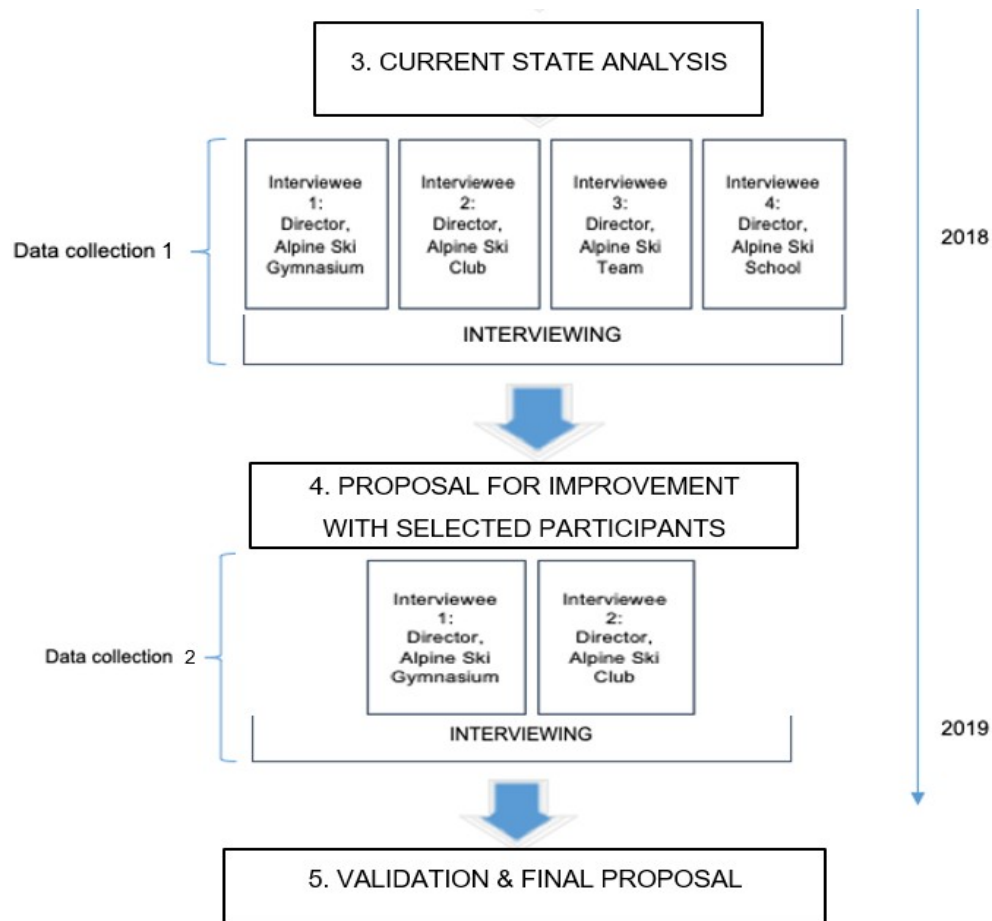 3. CURRENT STATE ANALYSIS
Data collection 1
Interviewee
1:
Director,
Alpine Ski
Gymnasium
Interviewee
2:
Director,
Alpine Ski
Club
Interviewee
3:
Director,
Alpine Ski
Team
Interviewee
4:
Director,
Alpine Ski
School
2018
INTERVIEWING
4. PROPOSAL FOR IMPROVEMENT
WITH SELECTED PARTICIPANTS
Data collection 2
Interviewee
1:
Director,
Alpine Ski
Gymnasium
Interviewee
2:
Director,
Alpine Ski
Club
INTERVIEWING
2019
5. VALIDATION & FINAL PROPOSAL